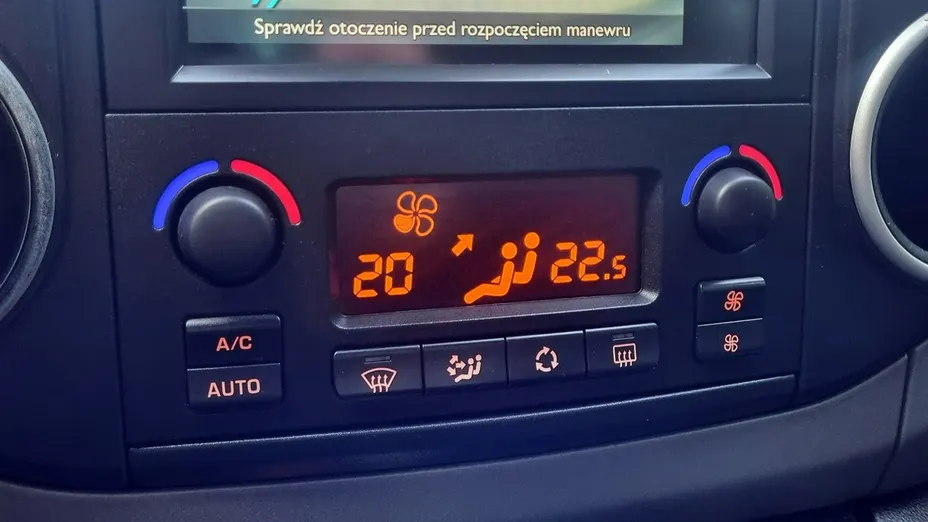 Sprawdź otoczenie przed rozpoczęciem manewru
20 22.5
A/C
AUTO